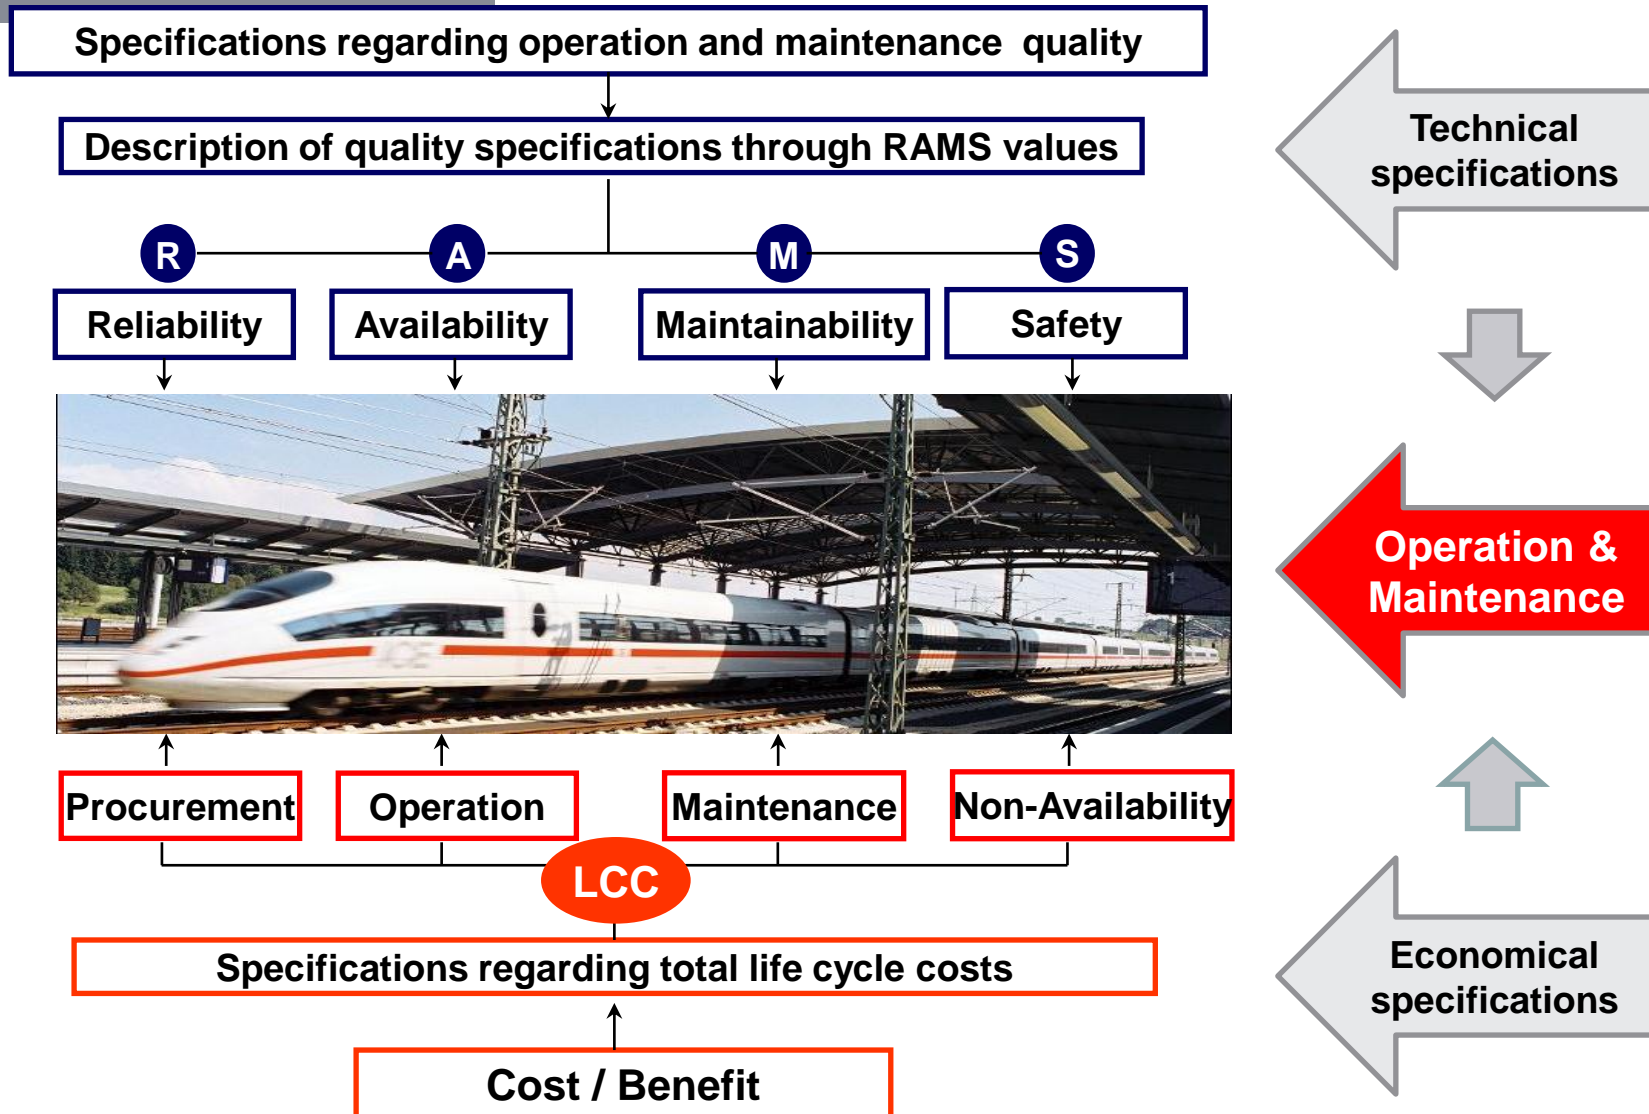 Specifications regarding operation and maintenance quality
Description of quality specifications through RAMS values
R
A
M
S
Reliability
Availability
Maintainability
Safety
Technical
specifications
ICE
Operation &
Maintenance
Procurement
Operation
Maintenance
Non-Availability
LCC
Specifications regarding total life cycle costs
Economical
specifications
Cost / Benefit